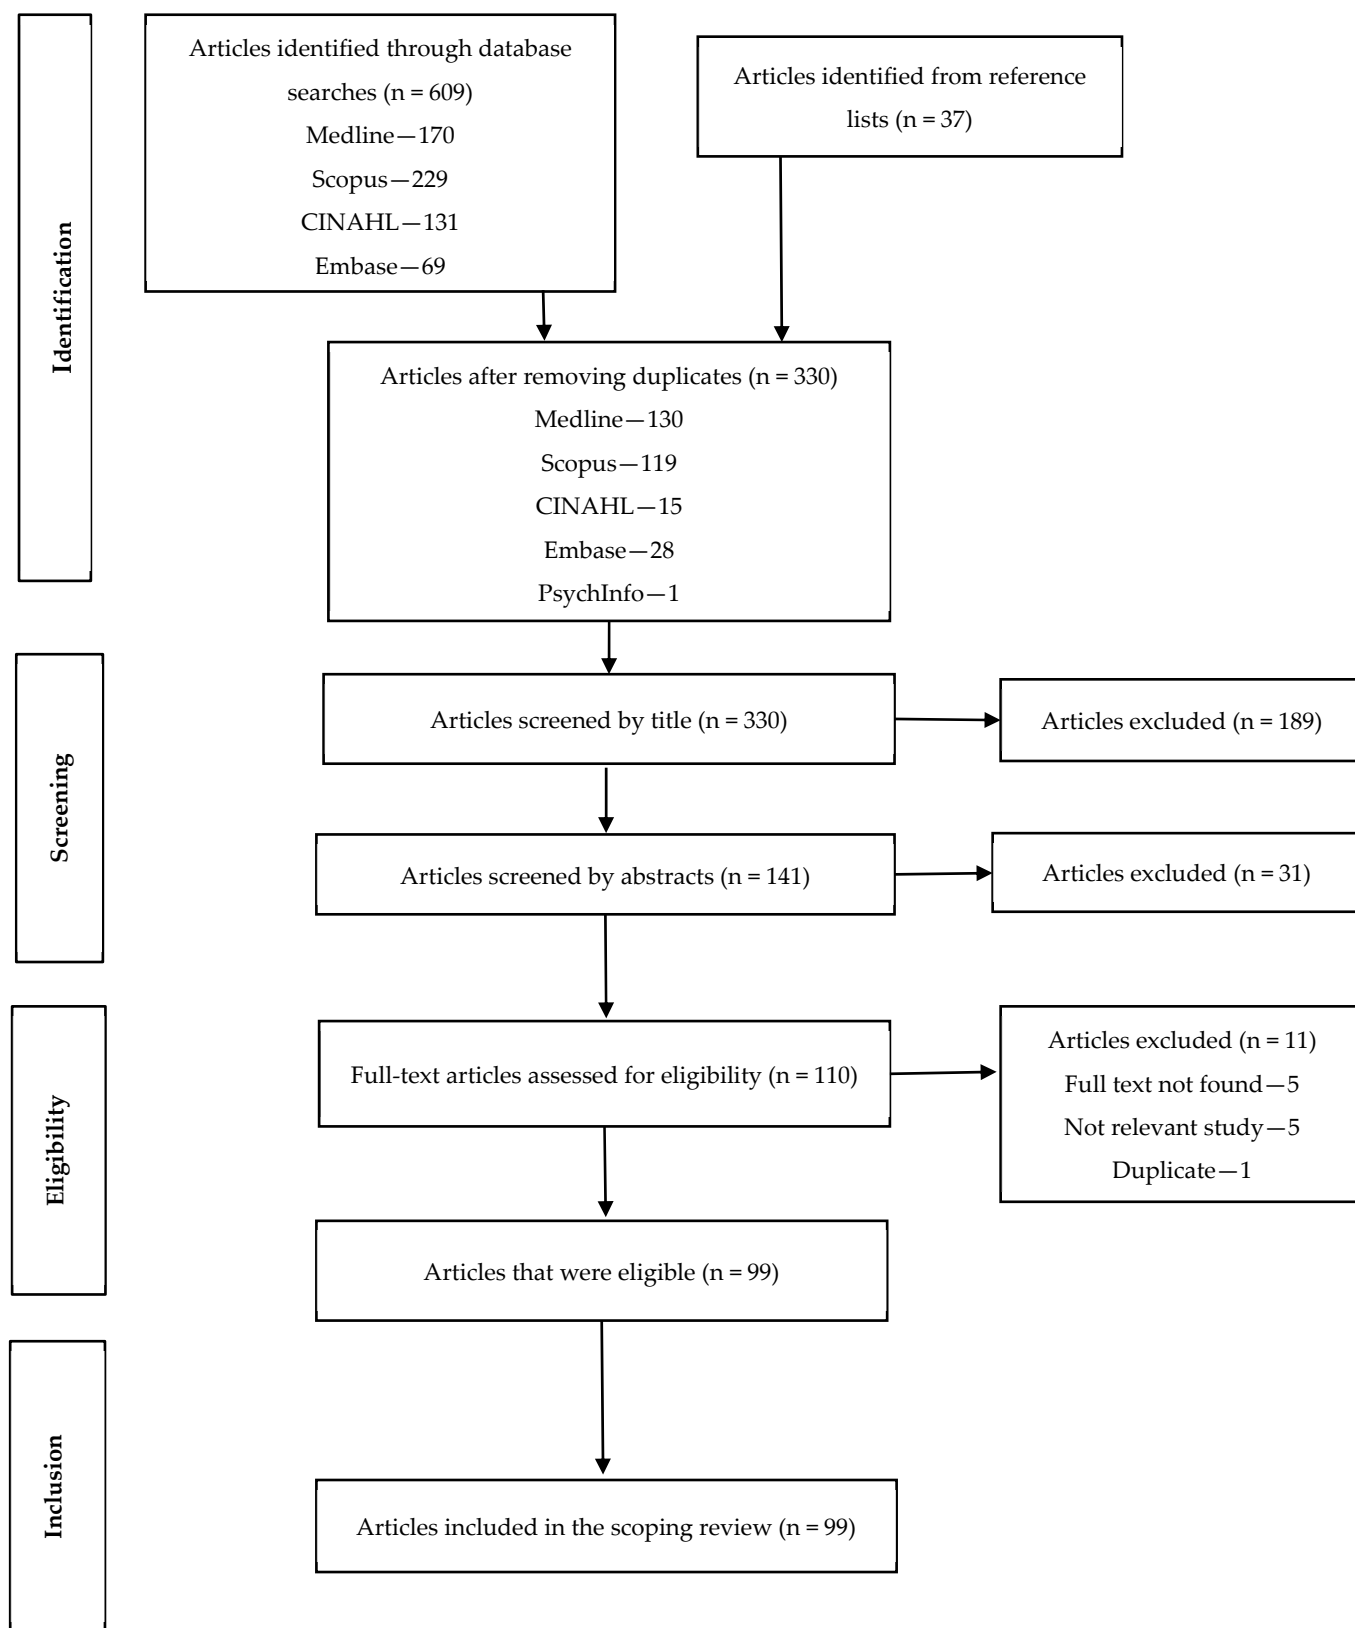 Identification
Articles identified through database
searches (n = 609)
Medline—170
Scopus—229
CINAHL—131
Embase—69
Articles identified from reference
lists (n = 37)
Articles after removing duplicates (n = 330)
Medline—130
Scopus—119
CINAHL—15
Embase—28
PsychInfo—1
Screening
Articles screened by title (n = 330)
Articles excluded (n = 189)
Articles screened by abstracts (n = 141)
Articles excluded (n = 31)
Eligibility
Full-text articles assessed for eligibility (n = 110)
Articles excluded (n = 11)
Full text not found—5
Not relevant study—5
Duplicate—1
Articles that were eligible (n = 99)
Inclusion
Articles included in the scoping review (n = 99)